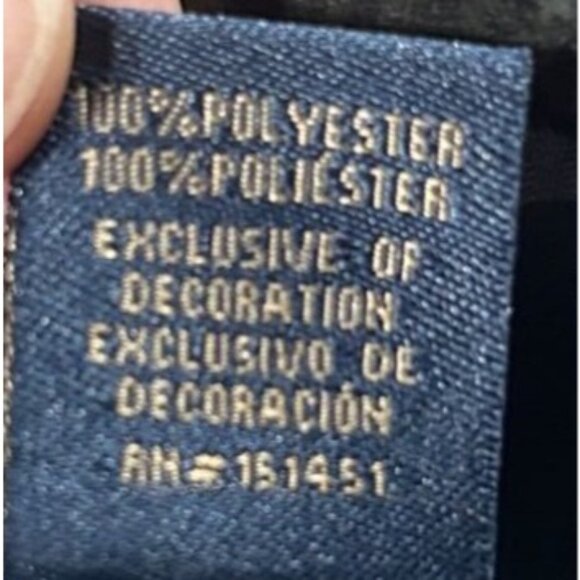 100%POLYESTER
100%POLIÉSTER
EXCLUSIVE OF
DECORATION
EXCLUSIVO DE
DECORACIÓN
RN#151451